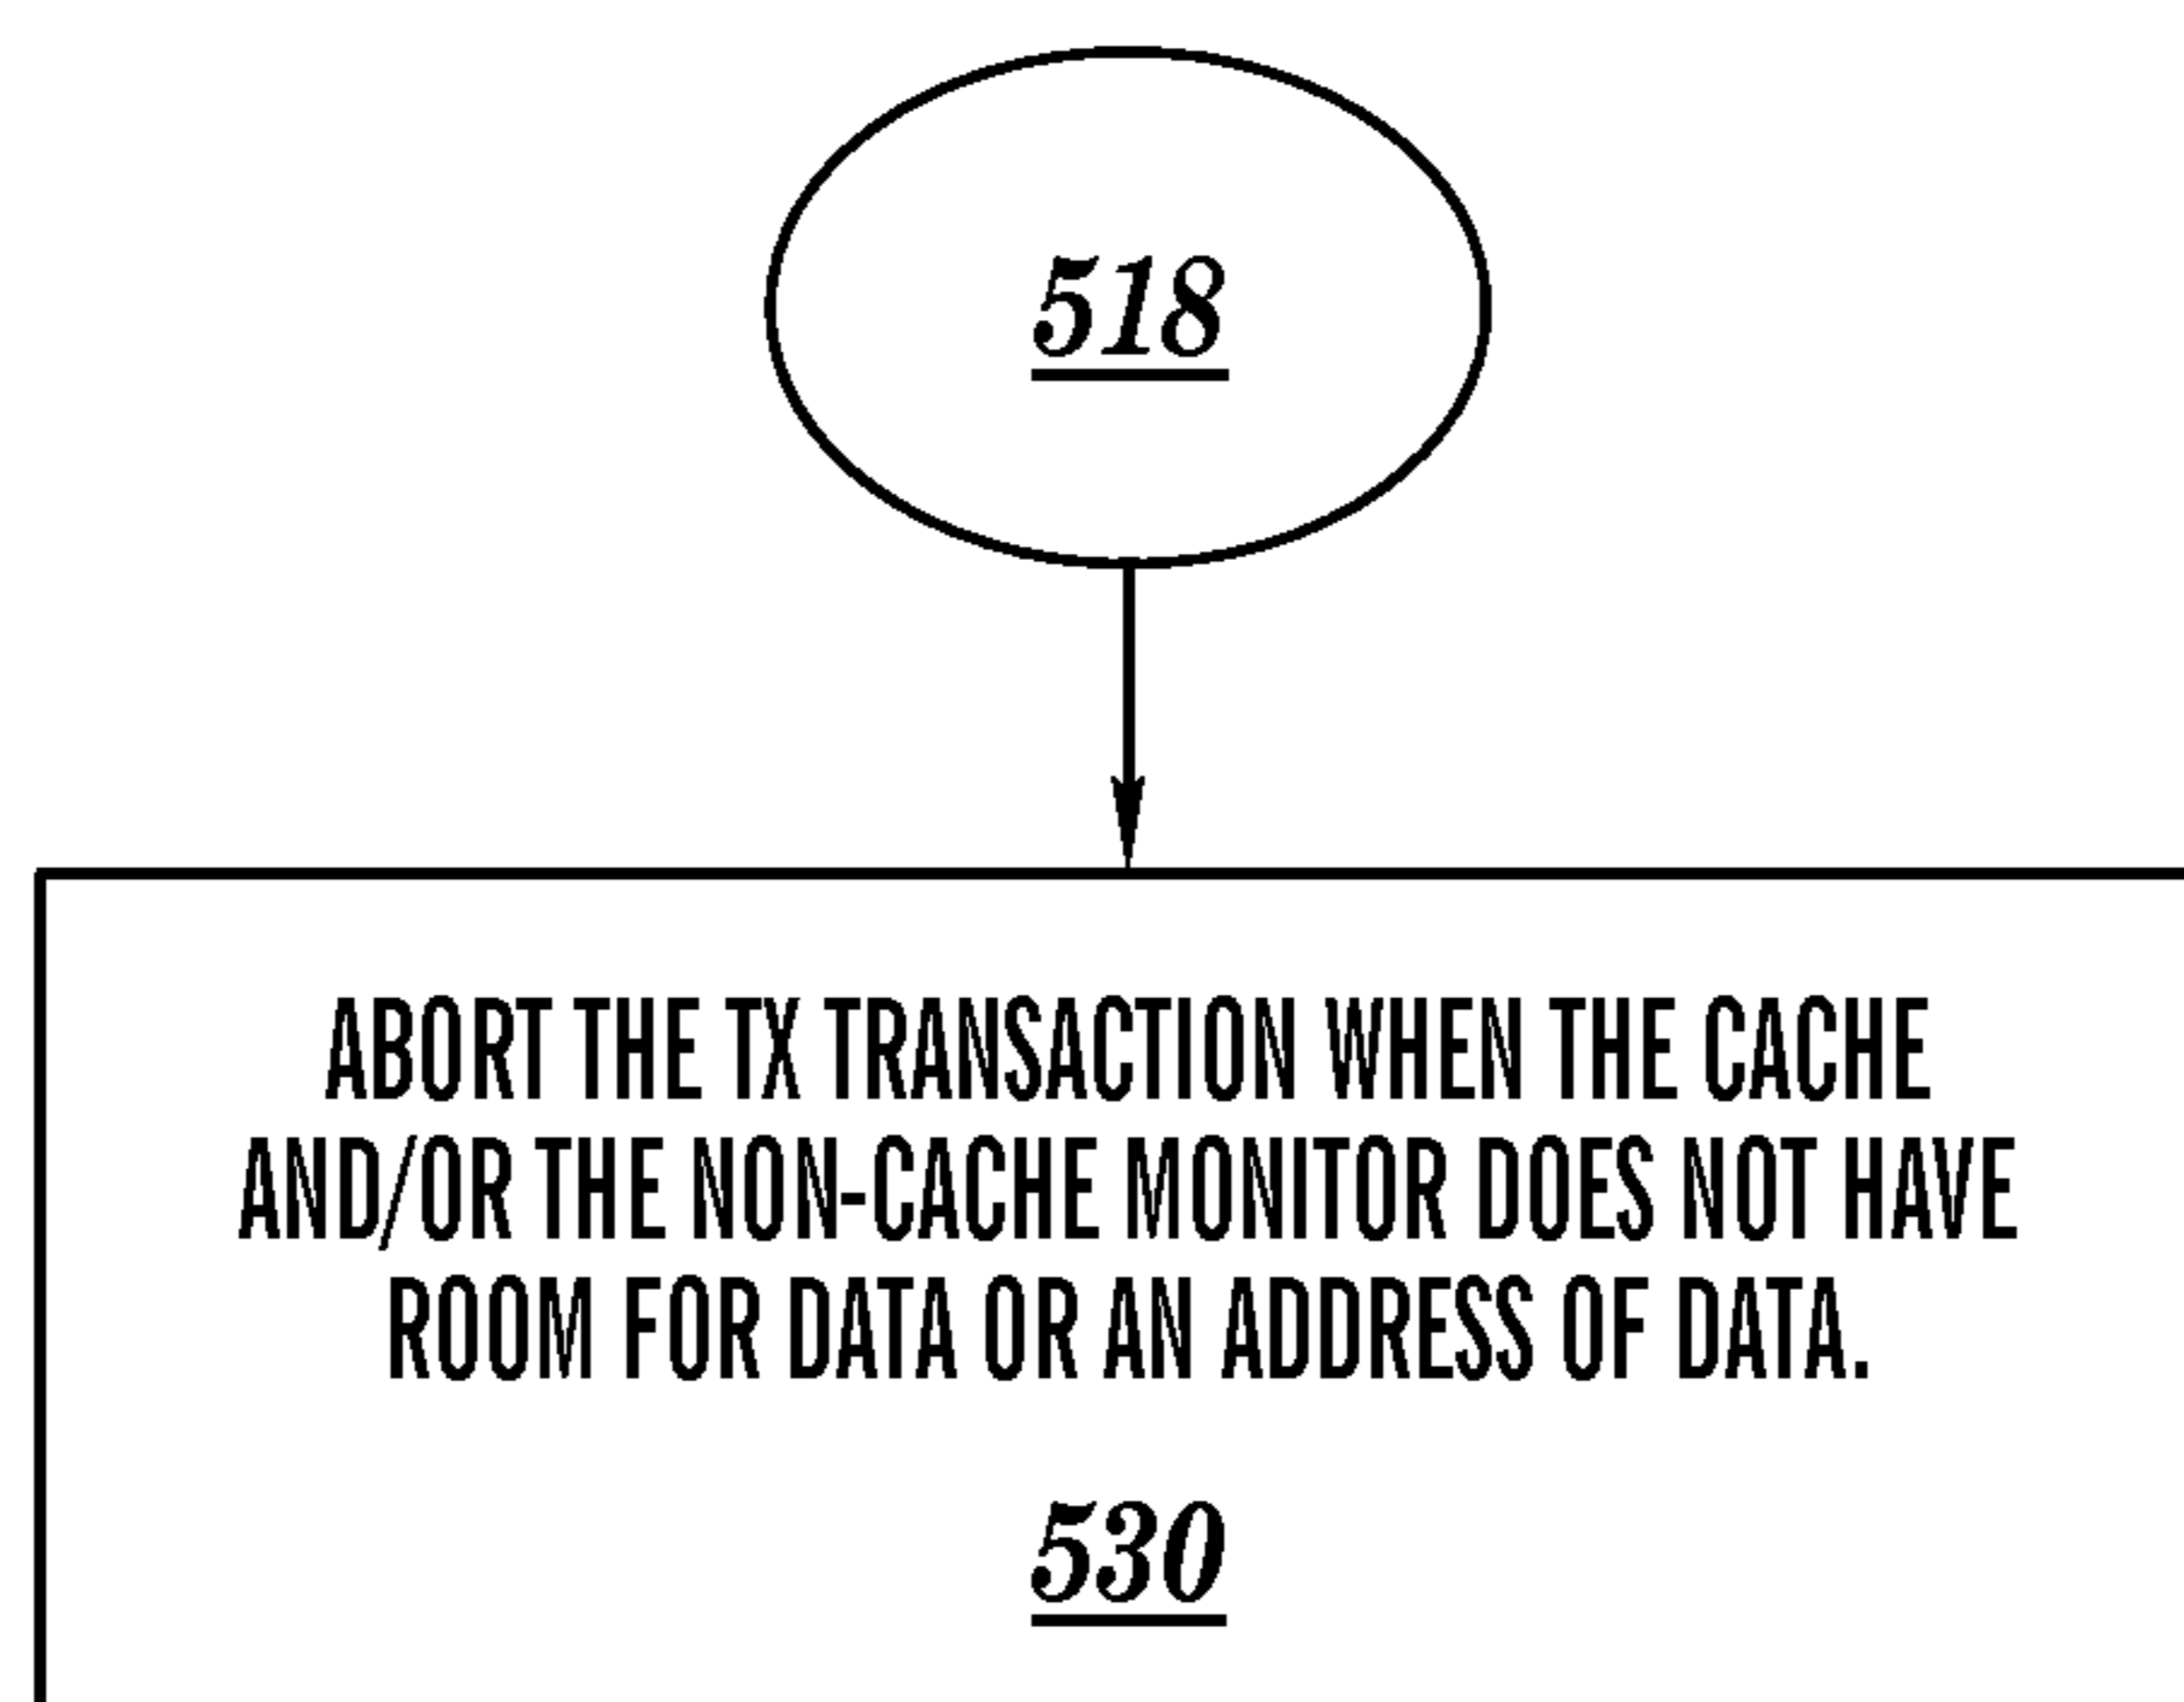 518
ABORT THE TX TRANSACTION WHEN THE CACHE
AND/OR THE NON-CACHE MONITOR DOES NOT HAVE
ROOM FOR DATA OR AN ADDRESS OF DATA.
530